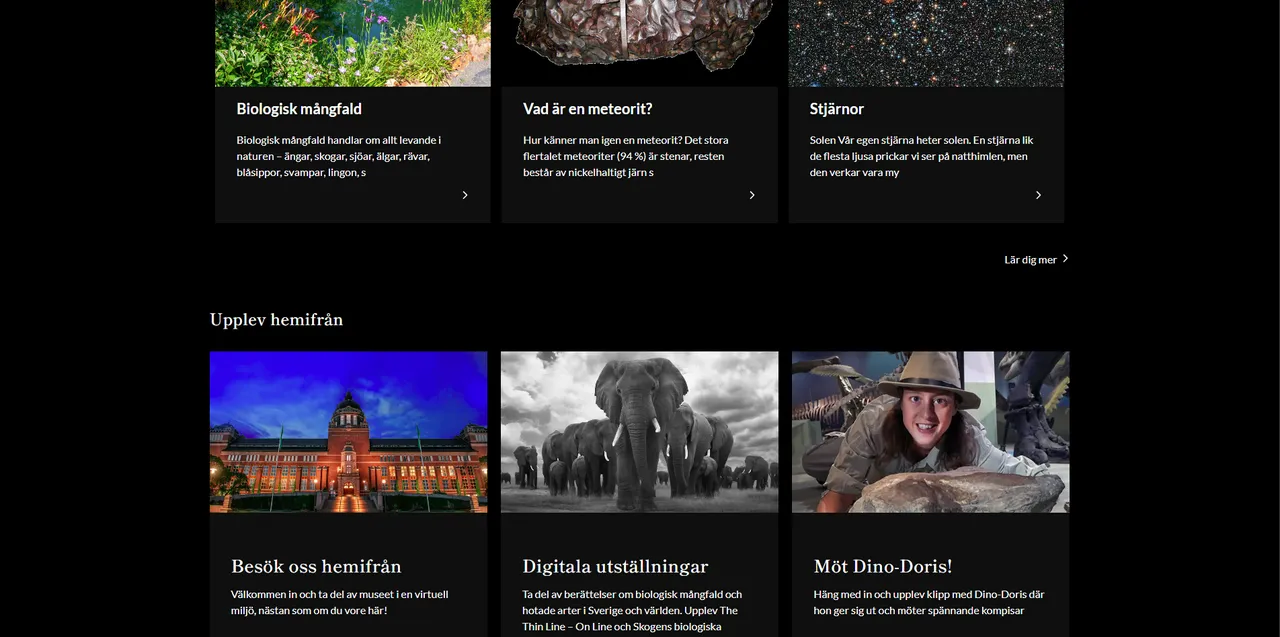 Biologisk mångfald
Biologisk mångfald handlar om allt levande i
naturen – ängar, skogar, sjöar, älgar, rävar,
blåsippor, svampar, lingon, s
Vad är en meteorit?
Hur känner man igen en meteorit? Det stora
flertalet meteoriter (94 %) är stenar, resten
består av nickelhaltigt järn s
Stjärnor
Solen Vår egen stjärna heter solen. En stjärna lik
de flesta ljusa prickar vi ser på natthimlen, men
den verkar vara my
Lär dig mer
Upplev hemifrån
Besök oss hemifrån
Välkommen in och ta del av museet i en virtuell
miljö, nästan som om du vore här!
Digitala utställningar
Ta del av berättelser om biologisk mångfald och
hotade arter i Sverige och världen. Upplev The
Thin Line – On Line och Skogens biologiska
Möt Dino-Doris!
Häng med in och upplev klipp med Dino-Doris där
hon ger sig ut och möter spännande kompisar